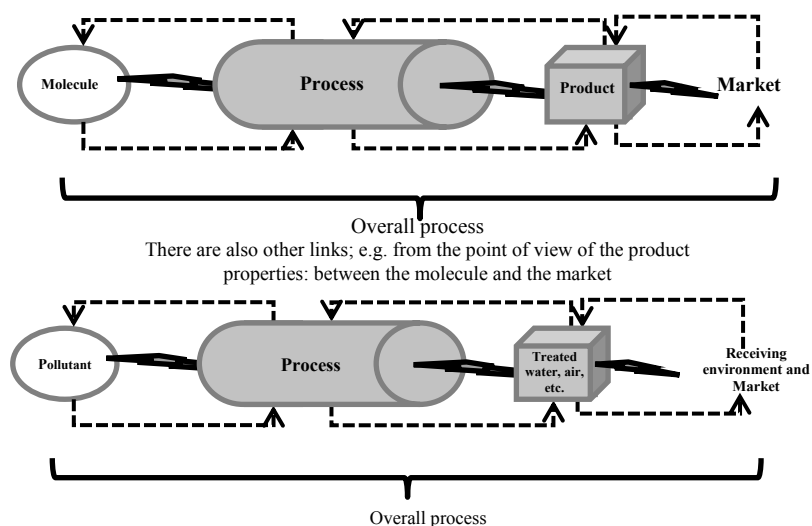 Molecule
Process
Product
Market
Overall process
There are also other links; e.g. from the point of view of the product
properties: between the molecule and the market
Pollutant
Process
Treated
water, air,
etc.
Receiving
environment and
Market
Overall process